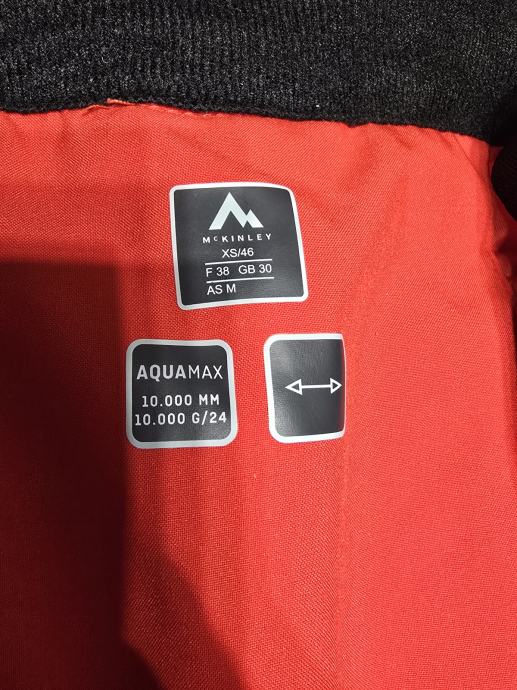 McKINLEY
XS/46
F 38 GB 30
AS M
AQUAMAX
10.000 MM
10.000 G/24